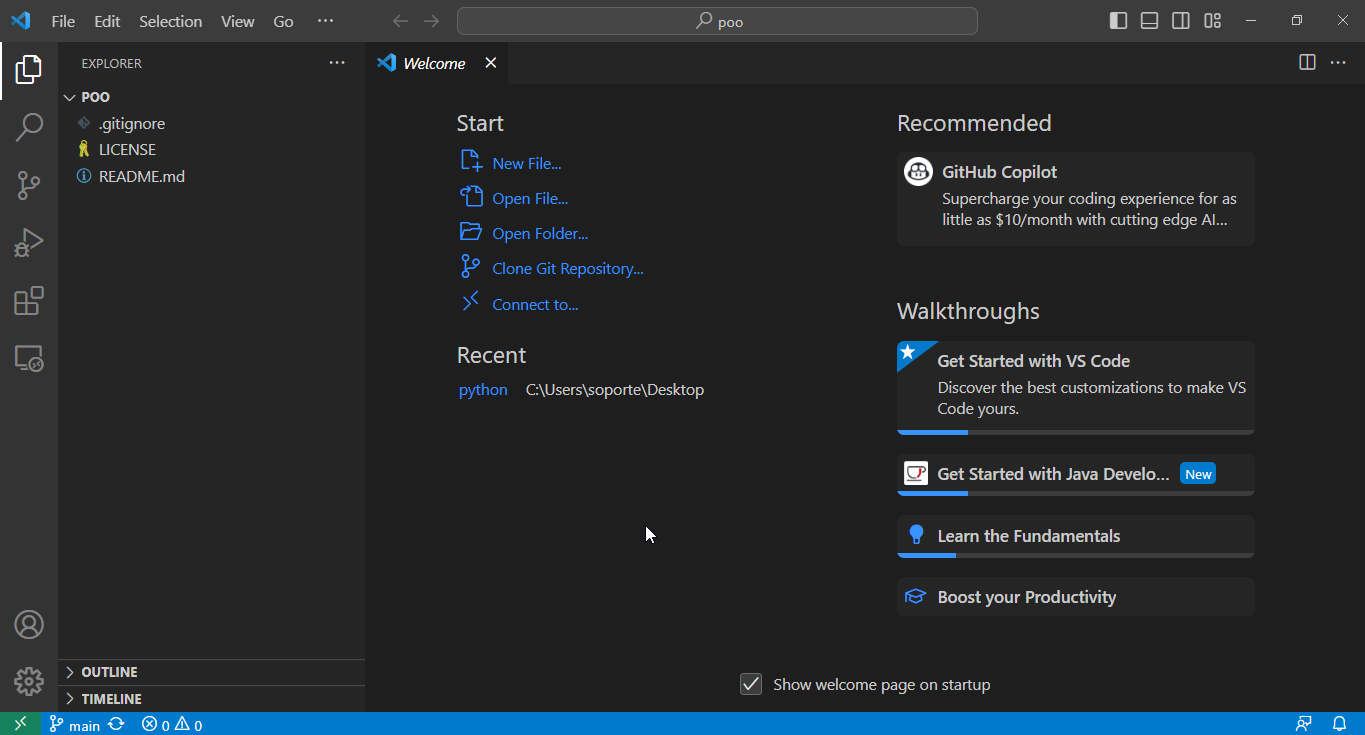 File Edit Selection View Go ···
poo
EXPLORER ···
POO
.gitignore
LICENSE
README.md
OUTLINE
TIMELINE
Welcome
Start
New File...
Open File...
Open Folder...
Clone Git Repository...
Connect to...
Recent
python C:\Users\soporte\Desktop
Recommended
GitHub Copilot
Supercharge your coding experience for as
little as $10/month with cutting edge AI...
Walkthroughs
Get Started with VS Code
Discover the best customizations to make VS
Code yours.
Get Started with Java Develo... New
Learn the Fundamentals
Boost your Productivity
Show welcome page on startup
main 0 0